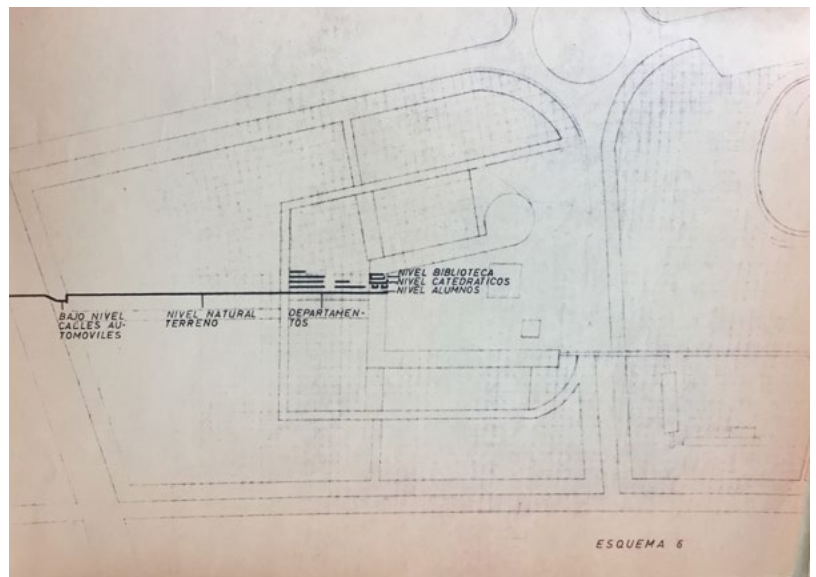 NIVEL BIBLIOTECA
NIVEL CATEDRATICOS
NIVEL ALUMNOS
BAJO NIVEL
CALLES AU-
TOMOVILES
NIVEL NATURAL
TERRENO
DEPARTAMEN-
TOS
ESQUEMA 6